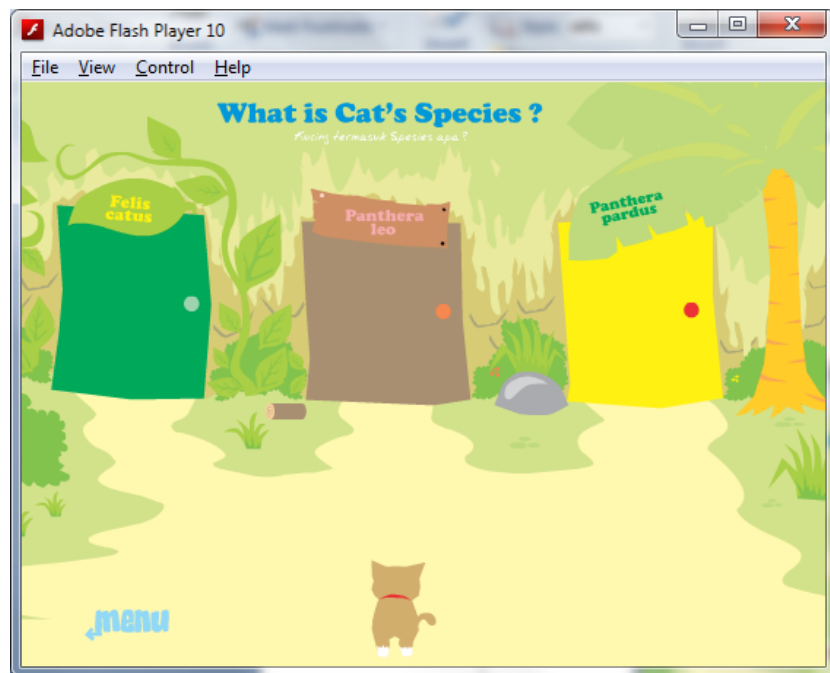 Adobe Flash Player 10
File View Control Help
What is Cat's Species ?
Kucing termasuk Spesies apa ?
Felis
catus
Panthera
leo
Panthera
pardus
menu